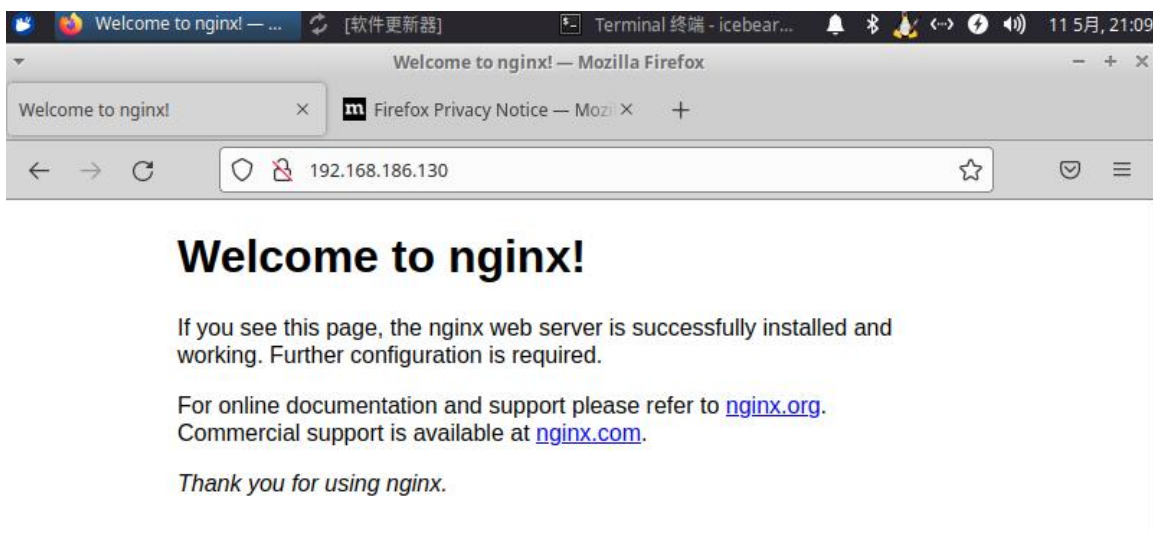 Welcome to nginx! — ...
[软件更新器]
Terminal 终端 - icebear...
11 5月, 21:09
Welcome to nginx! — Mozilla Firefox
Welcome to nginx!
Firefox Privacy Notice — Mozi
192.168.186.130
Welcome to nginx!
If you see this page, the nginx web server is successfully installed and
working. Further configuration is required.
For online documentation and support please refer to nginx.org.
Commercial support is available at nginx.com.
Thank you for using nginx.